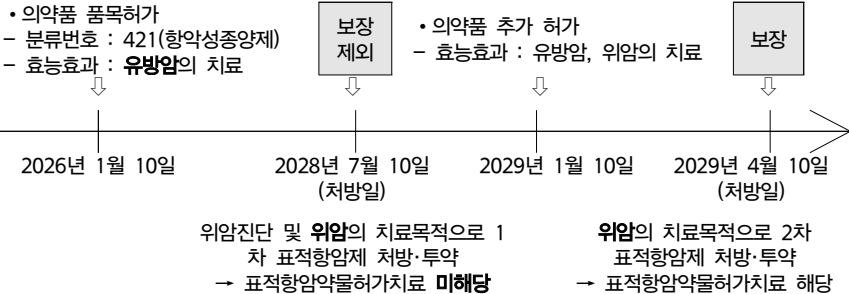 • 의약품 품목허가
– 분류번호 : 421(항악성종양제)
– 효능효과 : 유방암의 치료
보장
제외
• 의약품 추가 허가
– 효능효과 : 유방암, 위암의 치료
보장
2026년 1월 10일
2028년 7월 10일
(처방일)
2029년 1월 10일
2029년 4월 10일
(처방일)
위암진단 및 위암의 치료목적으로 1
차 표적항암제 처방·투약
→ 표적항암약물허가치료 미해당
위암의 치료목적으로 2차
표적항암제 처방·투약
→ 표적항암약물허가치료 해당